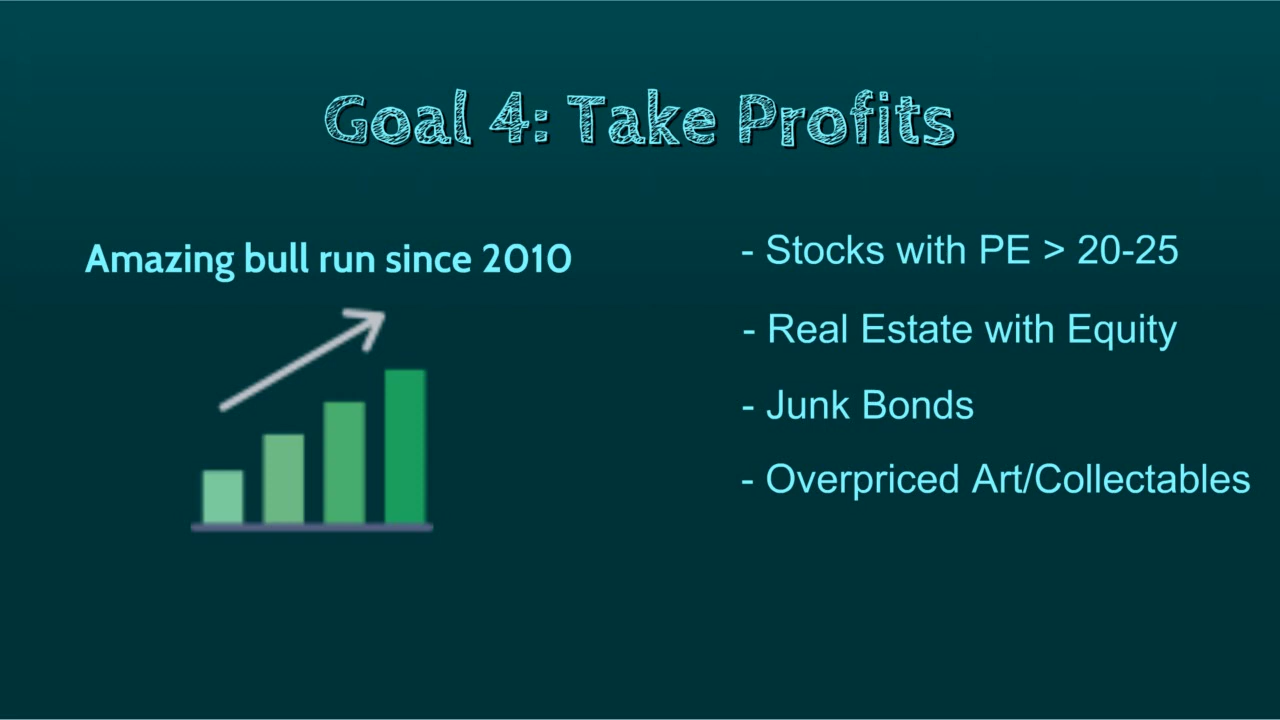 Goal 4: Take Profits
Amazing bull run since 2010
- Stocks with PE > 20-25
- Real Estate with Equity
- Junk Bonds
- Overpriced Art/Collectables